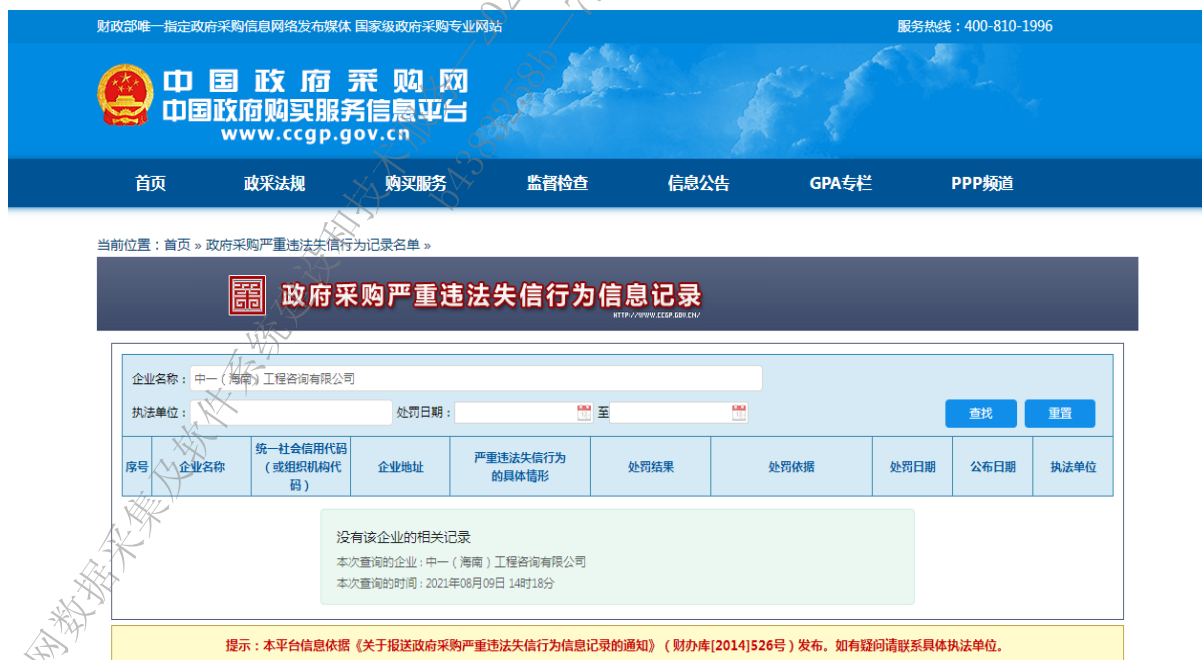 财政部唯一指定政府采购信息网络发布媒体 国家级政府采购专业网站
服务热线：400-810-1996
中国政府采购网
中国政府购买服务信息平台
www.ccgp.gov.cn
首页 政采法规 购买服务 监督检查 信息公告 GPA专栏 PPP频道
当前位置：首页 » 政府采购严重违法失信行为记录名单 »
政府采购严重违法失信行为信息记录
HTTP://WWW.CCGP.GOV.CN/
企业名称：中一（海南）工程咨询有限公司
执法单位： 处罚日期： 至 查找 重置
序号 企业名称 统一社会信用代码（或组织机构代码） 企业地址 严重违法失信行为的具体情形 处罚结果 处罚依据 处罚日期 公布日期 执法单位
没有该企业的相关记录
本次查询的企业：中一（海南）工程咨询有限公司
本次查询的时间：2021年08月09日 14时18分
提示：本平台信息依据《关于报送政府采购严重违法失信行为信息记录的通知》（财办库[2014]526号）发布。如有疑问请联系具体执法单位。
网数据采集及软件系统建设和技术